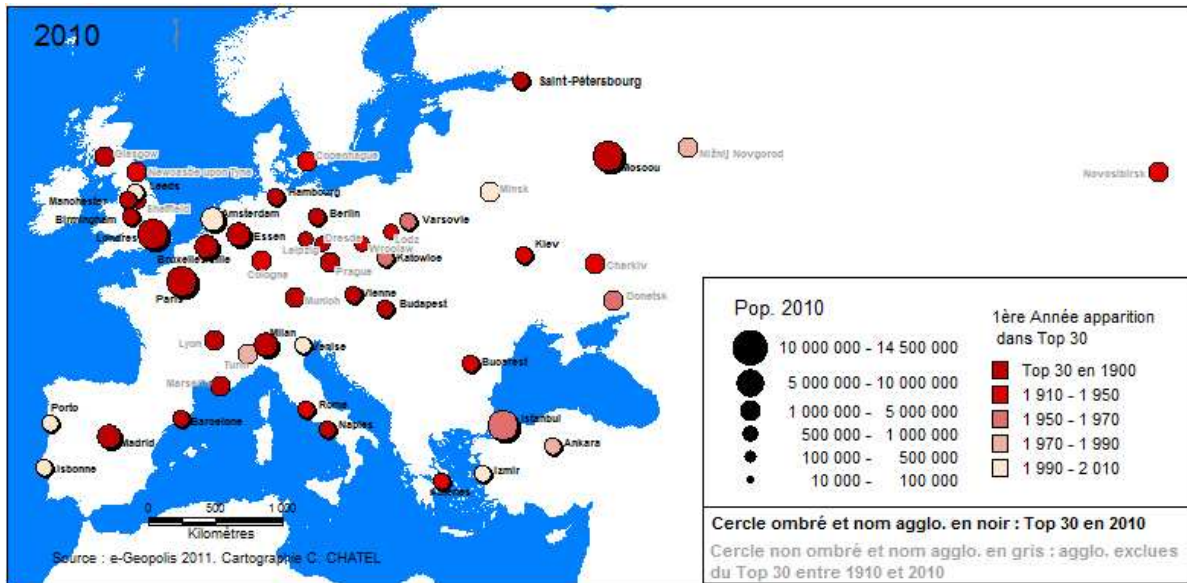 2010
Saint-Pétersbourg
Moscou
Nižnij Novgorod
Novosibirsk
Glasgow
Newcastle upon Tyne
Copenhague
Leeds
Manchester
Sheffield
Birmingham
Hambourg
Minsk
Amsterdam
Berlin
Varsovie
Londres
Essen
Dresde
Lodz
Leipzig
Wroclaw
Kiev
Bruxelles-Lille
Katowice
Charkiv
Cologne
Prague
Paris
Munich
Vienne
Budapest
Donetsk
Lyon
Milan
Venise
Turin
Bucarest
Marseille
Porto
Barcelone
Rome
Istanbul
Madrid
Naples
Ankara
Lisbonne
Izmir
0 500 1 000
Kilomètres
Source : e-Geopolis 2011. Cartographie C. CHATEL
Pop. 2010
10 000 000 - 14 500 000
5 000 000 - 10 000 000
1 000 000 - 5 000 000
500 000 - 1 000 000
100 000 - 500 000
10 000 - 100 000
1ère Année apparition
dans Top 30
Top 30 en 1900
1 910 - 1 950
1 950 - 1 970
1 970 - 1 990
1 990 - 2 010
Cercle ombré et nom agglo. en noir : Top 30 en 2010
Cercle non ombré et nom agglo. en gris : agglo. exclues
du Top 30 entre 1910 et 2010